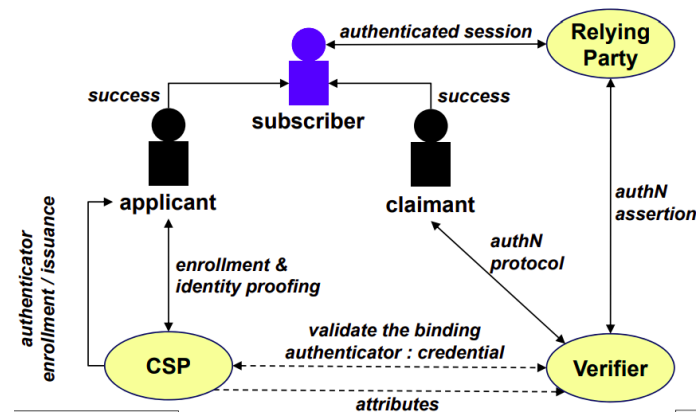 authenticated session
Relying
Party
success
success
subscriber
applicant
claimant
authN
assertion
authenticator
enrollment / issuance
enrollment &
identity proofing
authN
protocol
validate the binding
authenticator : credential
CSP
Verifier
attributes